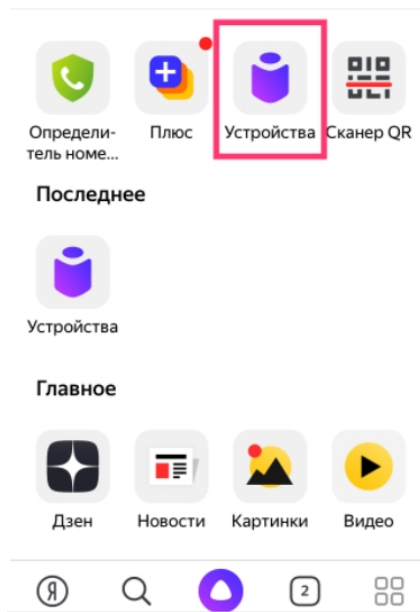 Определи-
тель номе...
Плюс
Устройства
Сканер QR
Последнее
Устройства
Главное
Дзен
Новости
Картинки
Видео
Я
2